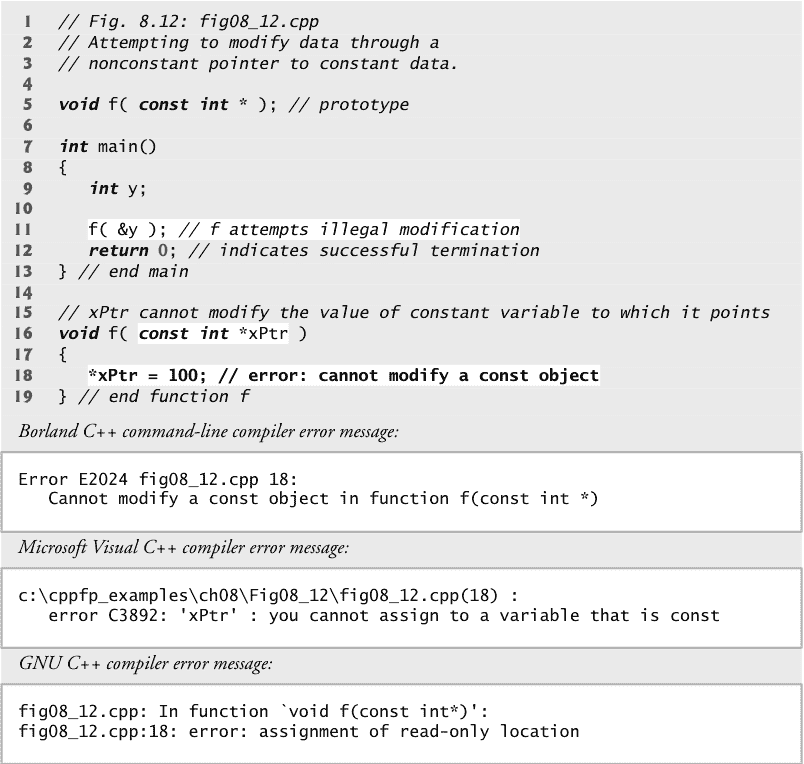 1 // Fig. 8.12: fig08_12.cpp
2 // Attempting to modify data through a
3 // nonconstant pointer to constant data.
4
5 void f( const int * ); // prototype
6
7 int main()
8 {
9 int y;
10
11 f( &y ); // f attempts illegal modification
12 return 0; // indicates successful termination
13 } // end main
14
15 // xPtr cannot modify the value of constant variable to which it points
16 void f( const int *xPtr )
17 {
18 *xPtr = 100; // error: cannot modify a const object
19 } // end function f
Borland C++ command-line compiler error message:
Error E2024 fig08_12.cpp 18:
Cannot modify a const object in function f(const int *)
Microsoft Visual C++ compiler error message:
c:\cppfp_examples\ch08\Fig08_12\fig08_12.cpp(18) :
error C3892: 'xPtr' : you cannot assign to a variable that is const
GNU C++ compiler error message:
fig08_12.cpp: In function `void f(const int*)':
fig08_12.cpp:18: error: assignment of read-only location